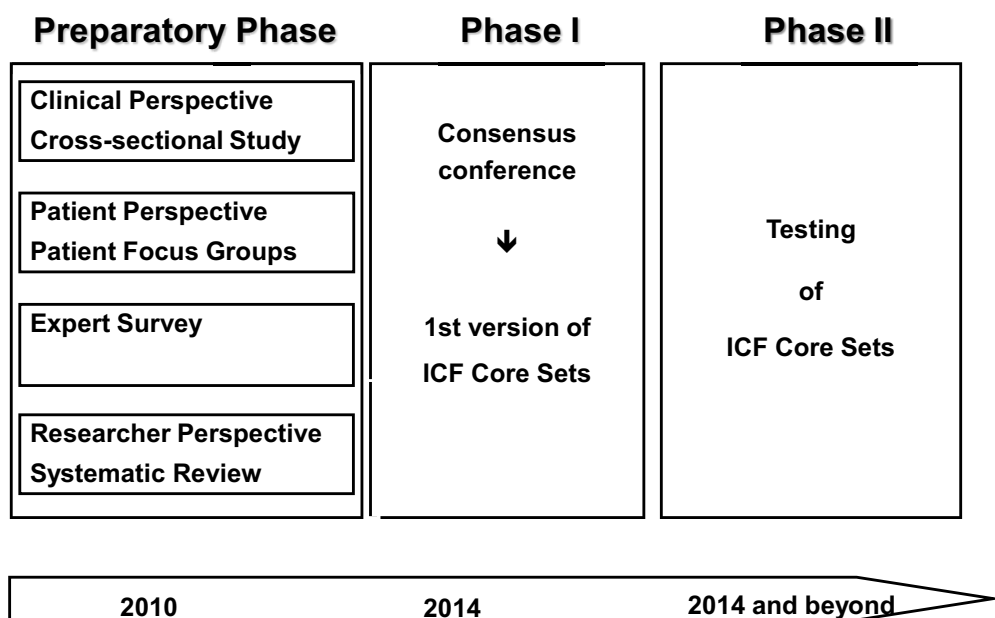 Preparatory Phase
Clinical Perspective
Cross-sectional Study
Patient Perspective
Patient Focus Groups
Expert Survey
Researcher Perspective
Systematic Review
Phase I
Consensus
conference
↓
1st version of
ICF Core Sets
Phase II
Testing
of
ICF Core Sets
2010
2014
2014 and beyond